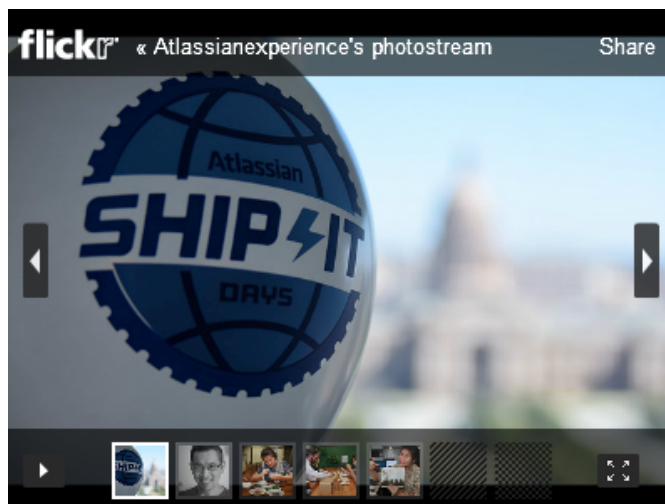 flickr « Atlassianexperience's photostream Share
Atlassian
SHIP IT
DAYS